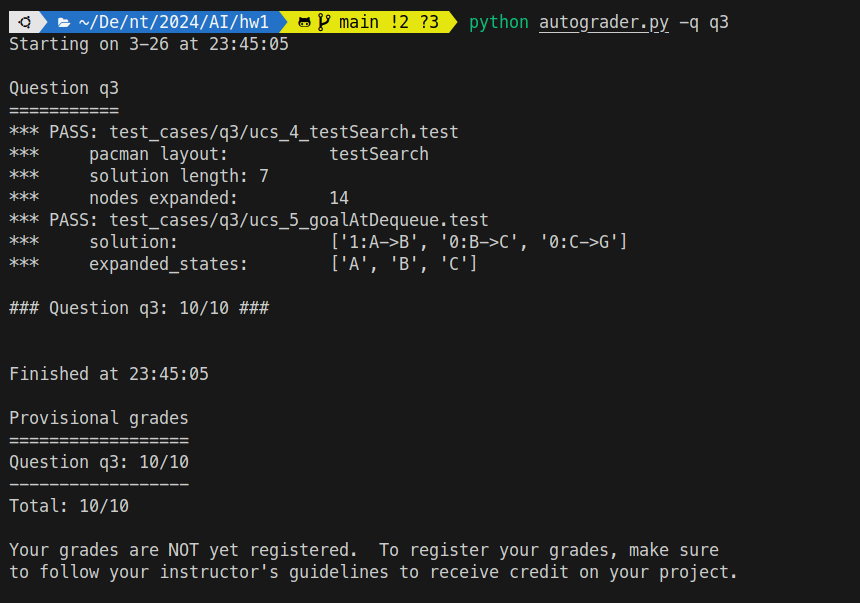 ~/De/nt/2024/AI/hw1 main !2 ?3 python autograder.py -q q3
Starting on 3-26 at 23:45:05
Question q3
===========
*** PASS: test_cases/q3/ucs_4_testSearch.test
*** pacman layout: testSearch
*** solution length: 7
*** nodes expanded: 14
*** PASS: test_cases/q3/ucs_5_goalAtDequeue.test
*** solution: ['1:A->B', '0:B->C', '0:C->G']
*** expanded_states: ['A', 'B', 'C']
### Question q3: 10/10 ###
Finished at 23:45:05
Provisional grades
==================
Question q3: 10/10
------------------
Total: 10/10
Your grades are NOT yet registered. To register your grades, make sure
to follow your instructor's guidelines to receive credit on your project.